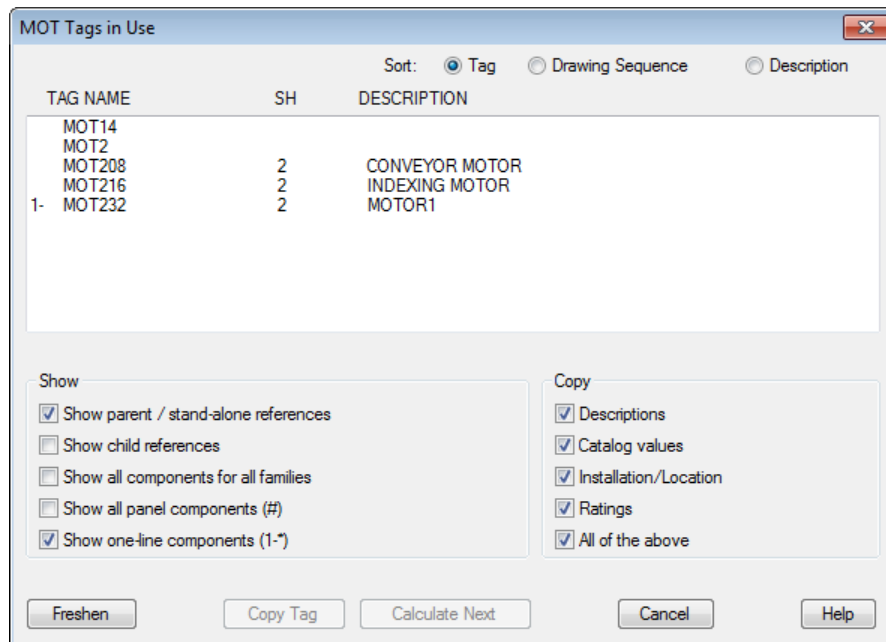 MOT Tags in Use
Sort: Tag Drawing Sequence Description
TAG NAME SH DESCRIPTION
MOT14
MOT2
MOT208 2 CONVEYOR MOTOR
MOT216 2 INDEXING MOTOR
1- MOT232 2 MOTOR1
Show
Show parent / stand-alone references
Show child references
Show all components for all families
Show all panel components (#)
Show one-line components (1-*)
Copy
Descriptions
Catalog values
Installation/Location
Ratings
All of the above
Freshen Copy Tag Calculate Next Cancel Help